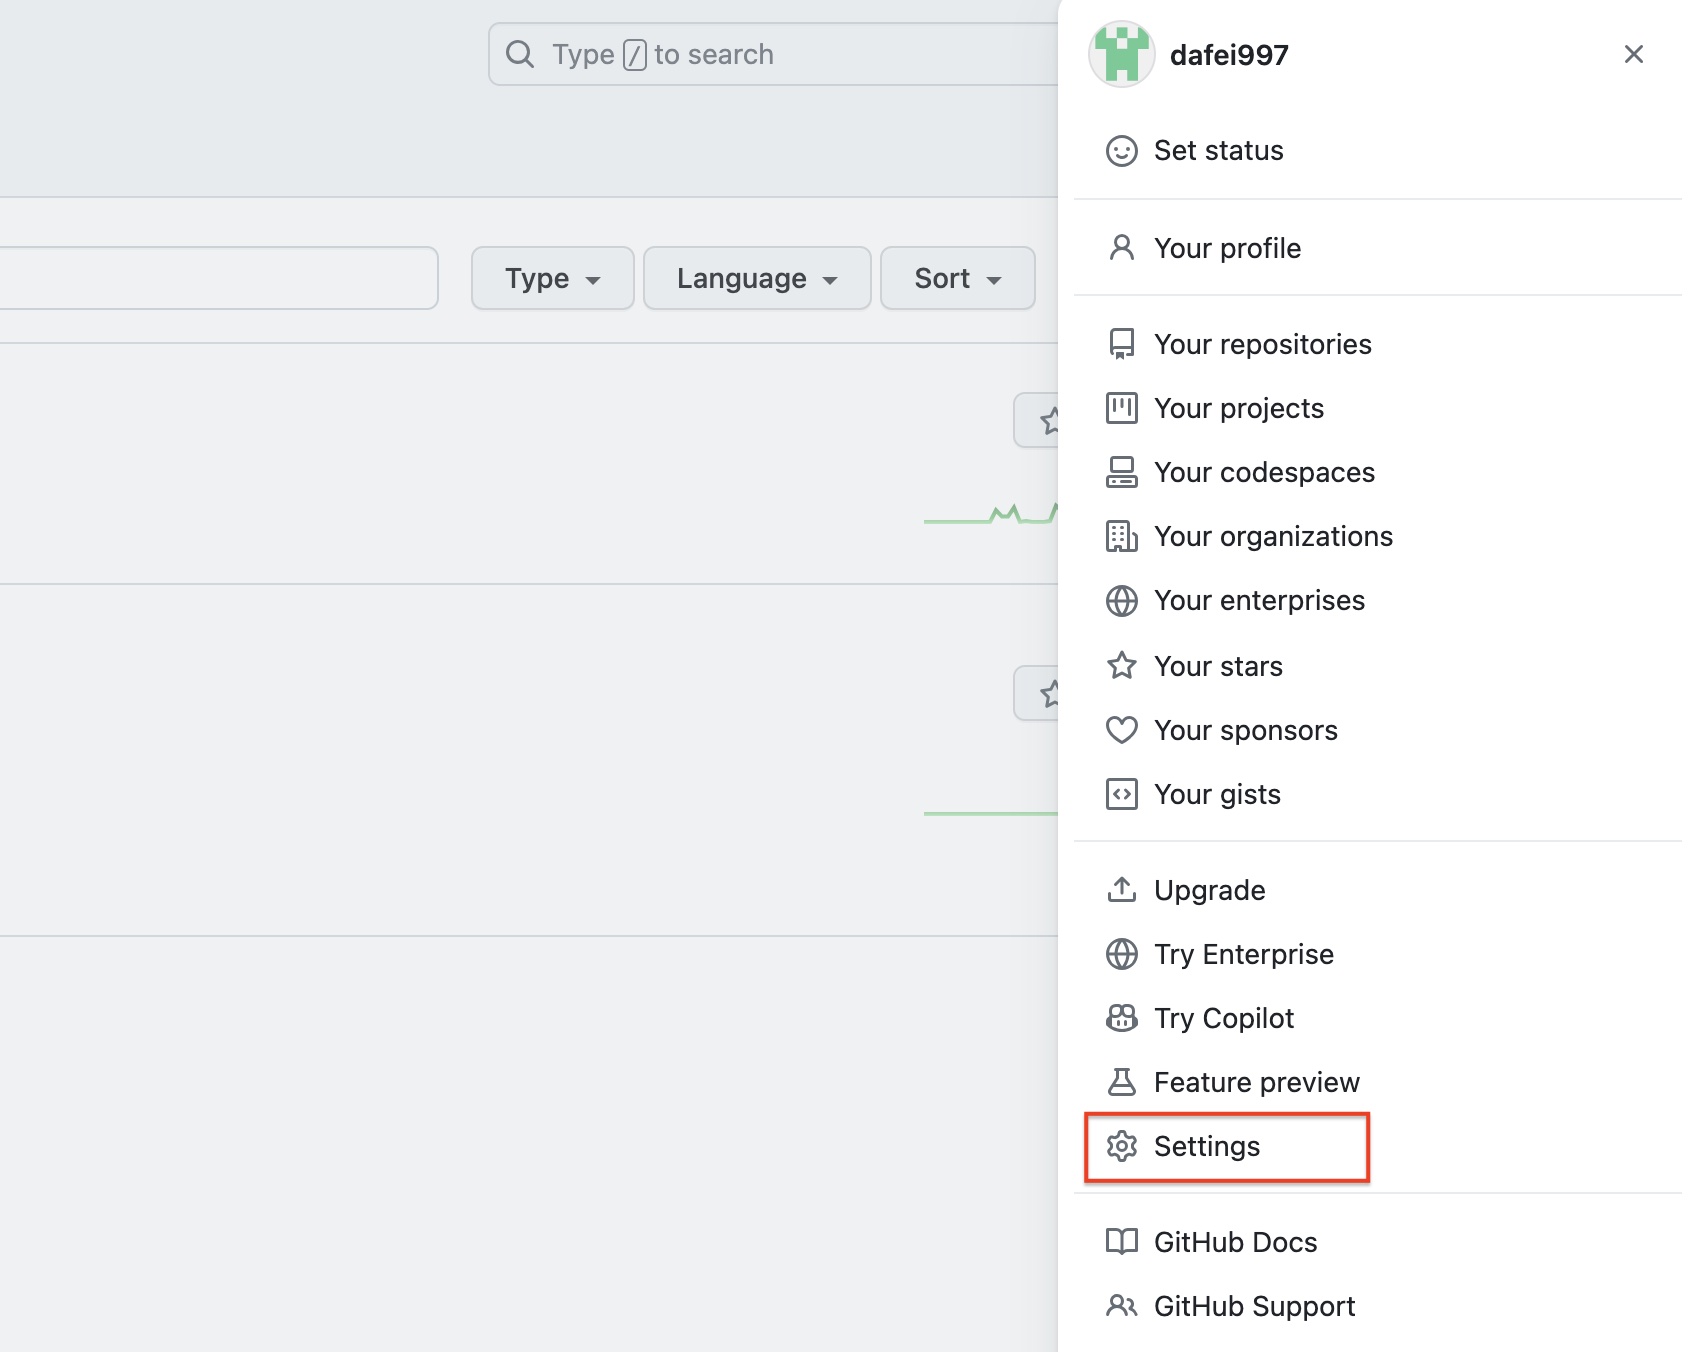 Type / to search
dafei997
Set status
Your profile
Type
Language
Sort
Your repositories
Your projects
Your codespaces
Your organizations
Your enterprises
Your stars
Your sponsors
Your gists
Upgrade
Try Enterprise
Try Copilot
Feature preview
Settings
GitHub Docs
GitHub Support